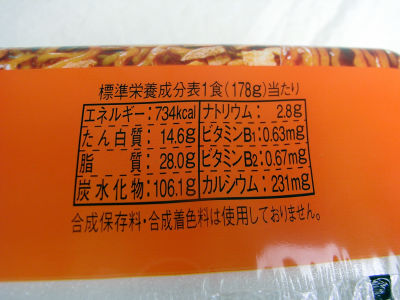 標準栄養成分表1食(178g)当たり
エネルギー:734kcal ナトリウム:2.8g
たん白質:14.6g ビタミンB1:0.63mg
脂質:28.0g ビタミンB2:0.67mg
炭水化物:106.1g カルシウム:231mg
合成保存料・合成着色料は使用しておりません。